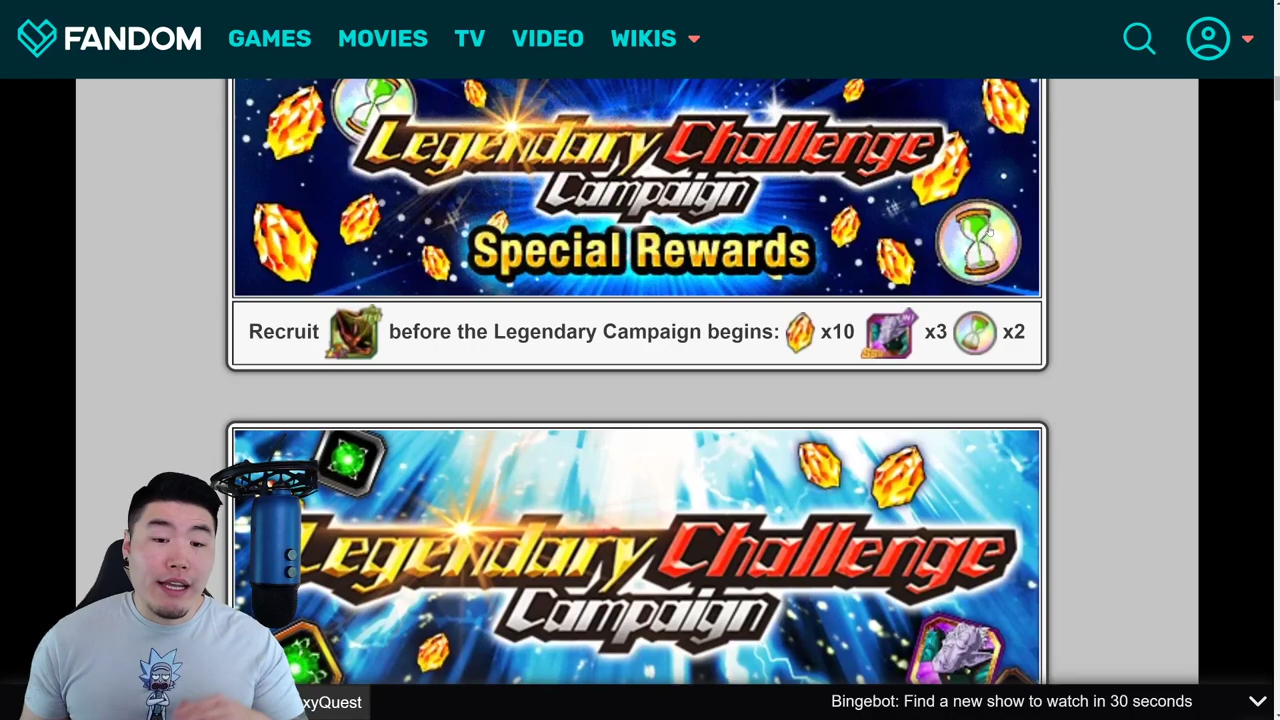 FANDOM GAMES MOVIES TV VIDEO WIKIS
Legendary Challenge
Campaign
Special Rewards
Recruit before the Legendary Campaign begins: x10 x3 x2
Legendary Challenge
Campaign
xyQuest
Bingebot: Find a new show to watch in 30 seconds